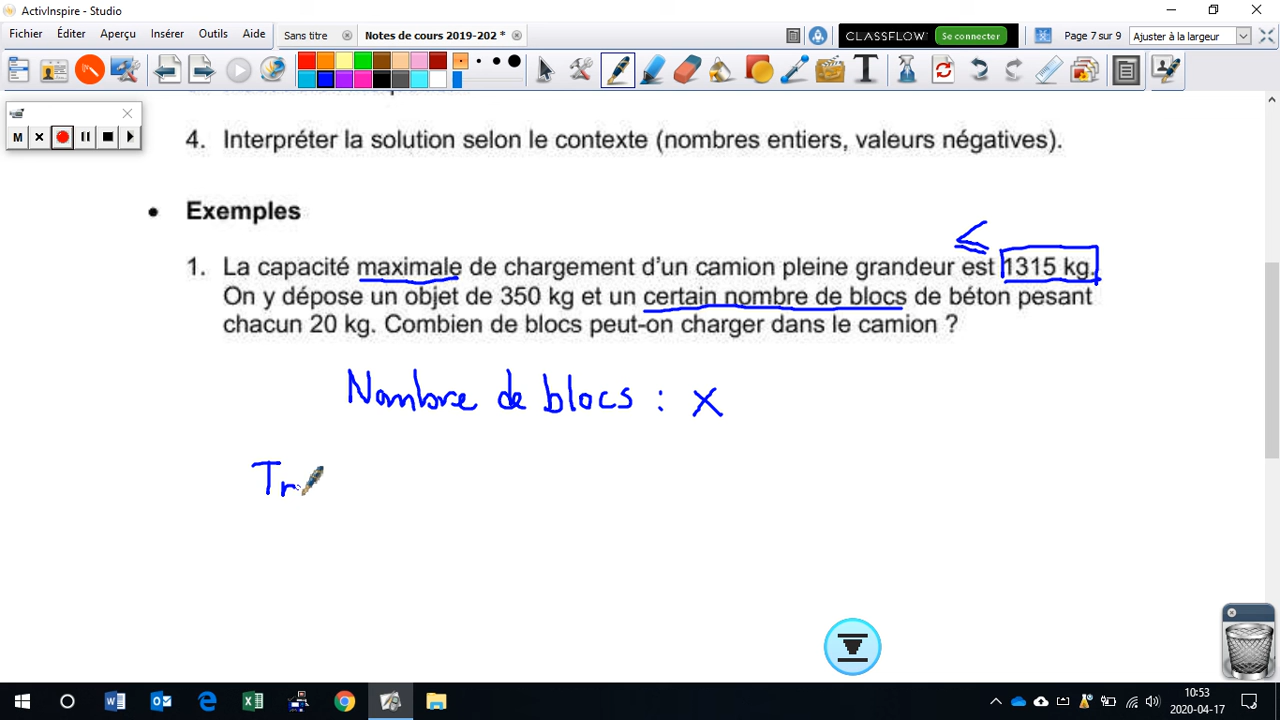 ActivInspire - Studio
Fichier Éditer Aperçu Insérer Outils Aide
Sans titre
Notes de cours 2019-202 *
CLASSFLOW Se connecter
Page 7 sur 9
Ajuster à la largeur
M
4. Interpréter la solution selon le contexte (nombres entiers, valeurs négatives).
• Exemples
≤
1. La capacité maximale de chargement d'un camion pleine grandeur est 1315 kg.
On y dépose un objet de 350 kg et un certain nombre de blocs de béton pesant
chacun 20 kg. Combien de blocs peut-on charger dans le camion ?
Nombre de blocs : x
Tr
10:53
2020-04-17